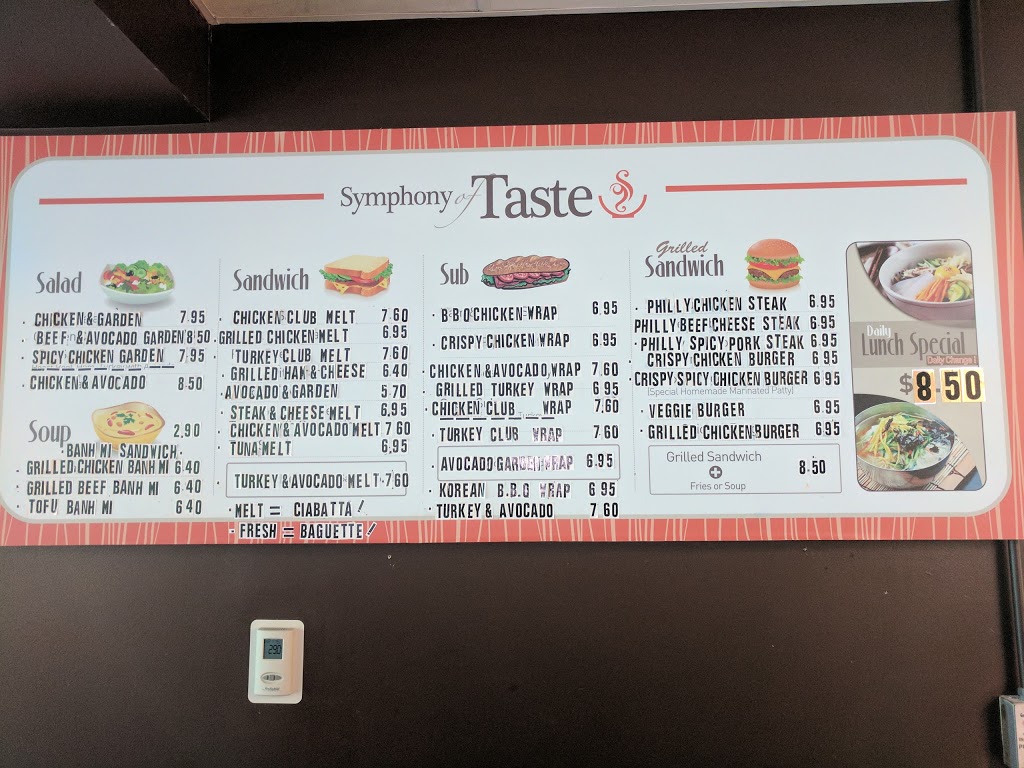 Symphony of Taste
Salad
CHICKEN & GARDEN 7.95
BEEF & AVOCADO GARDEN 8.50
SPICY CHICKEN GARDEN 7.95
CHICKEN & AVOCADO 8.50
Soup 2.90
BANH MI SANDWICH
GRILLED CHICKEN BANH MI 6.40
GRILLED BEEF BANH MI 6.40
TOFU BANH MI 6.40
Sandwich
CHICKEN CLUB MELT 7.60
GRILLED CHICKEN MELT 6.95
TURKEY CLUB MELT 7.60
GRILLED HAM & CHEESE 6.40
AVOCADO & GARDEN 5.70
STEAK & CHEESE MELT 6.95
CHICKEN & AVOCADO MELT 7.60
TUNA MELT 6.95
TURKEY & AVOCADO MELT 7.60
MELT = CIABATTA!
FRESH = BAGUETTE!
Sub
B.B.Q CHICKEN WRAP 6.95
CRISPY CHICKEN WRAP 6.95
CHICKEN & AVOCADO WRAP 7.60
GRILLED TURKEY WRAP 6.95
CHICKEN CLUB WRAP 7.60
TURKEY CLUB WRAP 7.60
AVOCADO GARDEN WRAP 6.95
KOREAN B.B.Q WRAP 6.95
TURKEY & AVOCADO 7.60
Grilled
Sandwich
PHILLY CHICKEN STEAK 6.95
PHILLY BEEF CHEESE STEAK 6.95
PHILLY SPICY PORK STEAK 6.95
CRISPY CHICKEN BURGER 6.95
CRISPY SPICY CHICKEN BURGER 6.95
(Special Homemade Marinated Patty)
VEGGIE BURGER 6.95
GRILLED CHICKEN BURGER 6.95
Grilled Sandwich
+ 8.50
Fries or Soup
Daily
Lunch Special
Daily Change!
$8.50
290